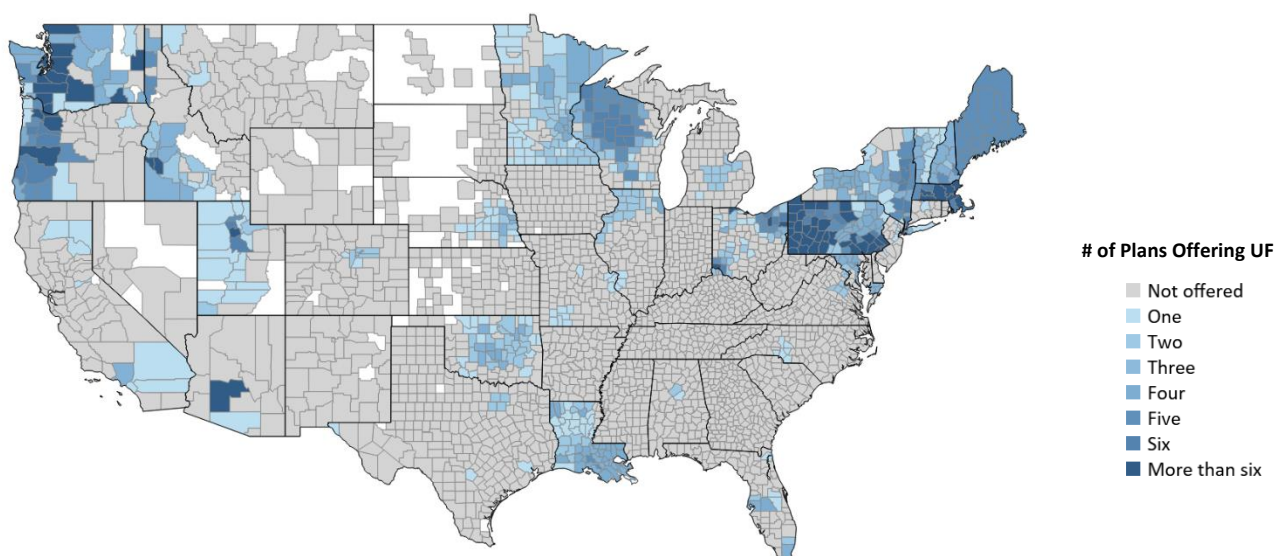 # of Plans Offering UF
Not offered
One
Two
Three
Four
Five
Six
More than six